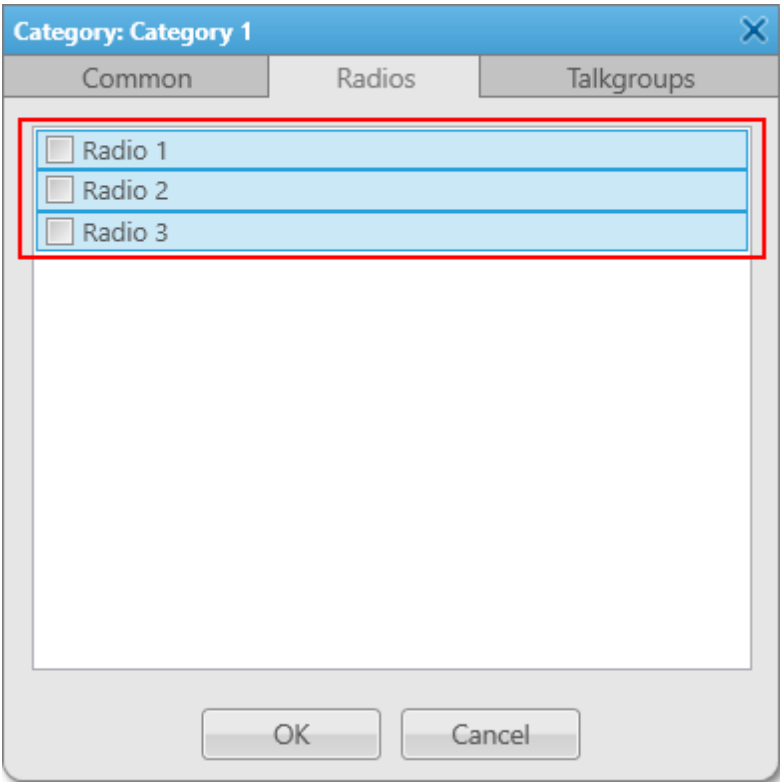 Category: Category 1
Common Radios Talkgroups
Radio 1
Radio 2
Radio 3
OK Cancel